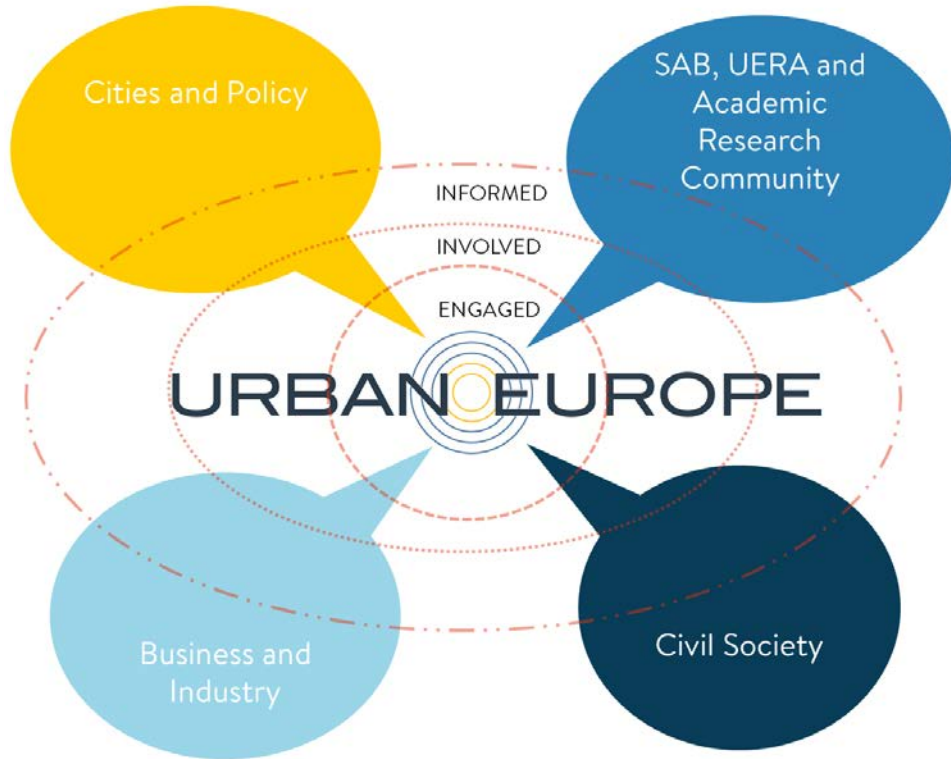 Cities and Policy
SAB, UERA and
Academic
Research
Community
INFORMED
INVOLVED
ENGAGED
URBAN EUROPE
Business and
Industry
Civil Society